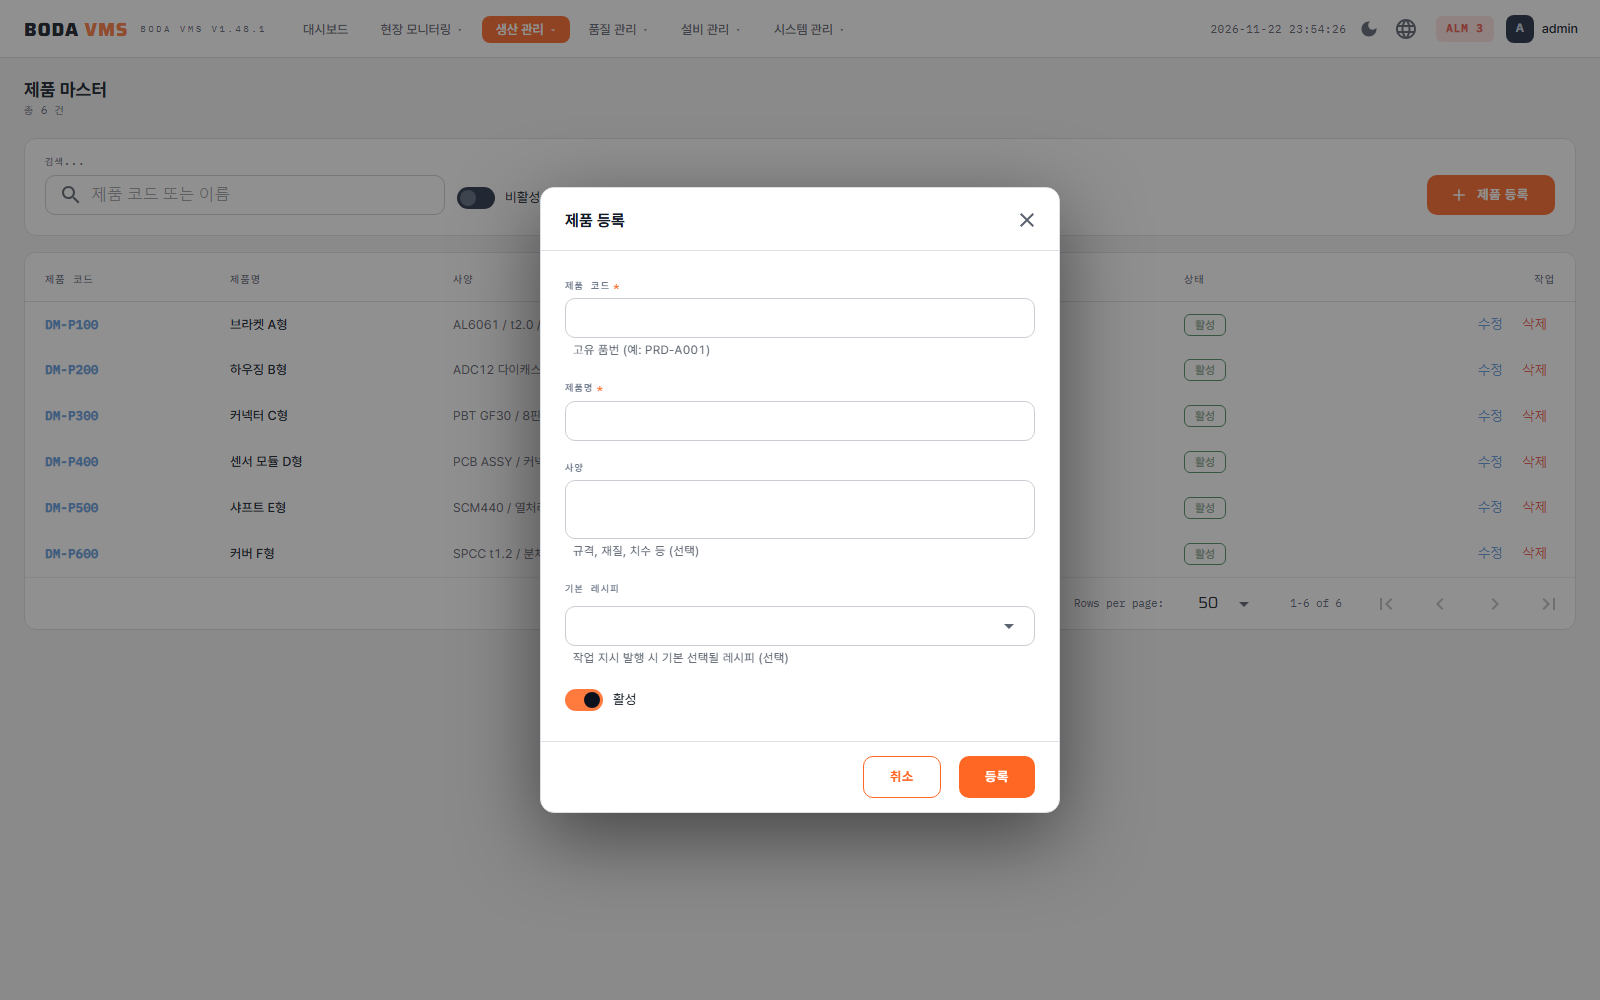 BODA VMS BODA VMS V1.48.1 대시보드 현장 모니터링 생산 관리 품질 관리 설비 관리 시스템 관리 2026-11-22 23:54:26 ALM 3 A admin
제품 마스터
총 6 건
검색...
제품 코드 또는 이름
비활성
제품 등록
제품 코드 제품명 사양 상태 작업
DM-P100 브라켓 A형 AL6061 / t2.0 / 활성 수정 삭제
DM-P200 하우징 B형 ADC12 다이캐스 활성 수정 삭제
DM-P300 커넥터 C형 PBT GF30 / 8핀 활성 수정 삭제
DM-P400 센서 모듈 D형 PCB ASSY / 활성 수정 삭제
DM-P500 샤프트 E형 SCM440 / 열처리 활성 수정 삭제
DM-P600 커버 F형 SPCC t1.2 / 활성 수정 삭제
Rows per page: 50 1-6 of 6
제품 등록
제품 코드 *
고유 품번 (예: PRD-A001)
제품명 *
사양
규격, 재질, 치수 등 (선택)
기본 레시피
작업 지시 발행 시 기본 선택될 레시피 (선택)
활성
취소 등록